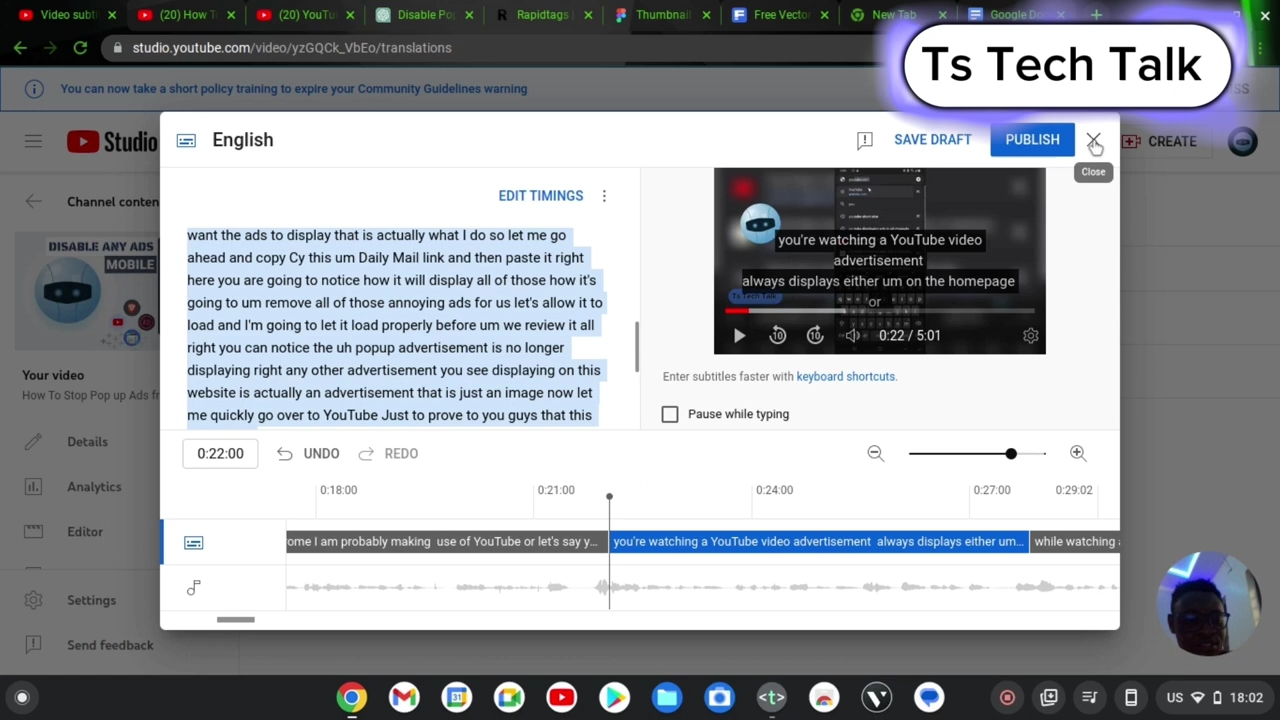 Video subti
(20) How T
(20) YouTu
Disable Pop
Rapidtags
Thumbnail
Free Vector
New Tab
Google Do
studio.youtube.com/video/yzGQCk_VbEo/translations
Ts Tech Talk
You can now take a short policy training to expire your Community Guidelines warning
Studio
English
SAVE DRAFT
PUBLISH
CREATE
Close
Channel conten
EDIT TIMINGS
DISABLE ANY ADS
MOBILE
want the ads to display that is actually what I do so let me go
ahead and copy Cy this um Daily Mail link and then paste it right
here you are going to notice how it will display all of those how it's
going to um remove all of those annoying ads for us let's allow it to
load and I'm going to let it load properly before um we review it all
right you can notice the Uh popup advertisement is no longer
displaying right any other advertisement you see displaying on this
website is actually an advertisement that is just an image now let
me quickly go over to YouTube Just to prove to you guys that this
you're watching a YouTube video
advertisement
always displays either um on the homepage
or
Ts Tech Talk
0:22 / 5:01
Enter subtitles faster with keyboard shortcuts.
Pause while typing
Your video
How To Stop Pop up Ads fr
Details
Analytics
Editor
Settings
Send feedback
0:22:00
UNDO
REDO
0:18:00
0:21:00
0:24:00
0:27:00
0:29:02
ome I am probably making use of YouTube or let's say y...
you're watching a YouTube video advertisement always displays either um...
while watching a
US
18:02